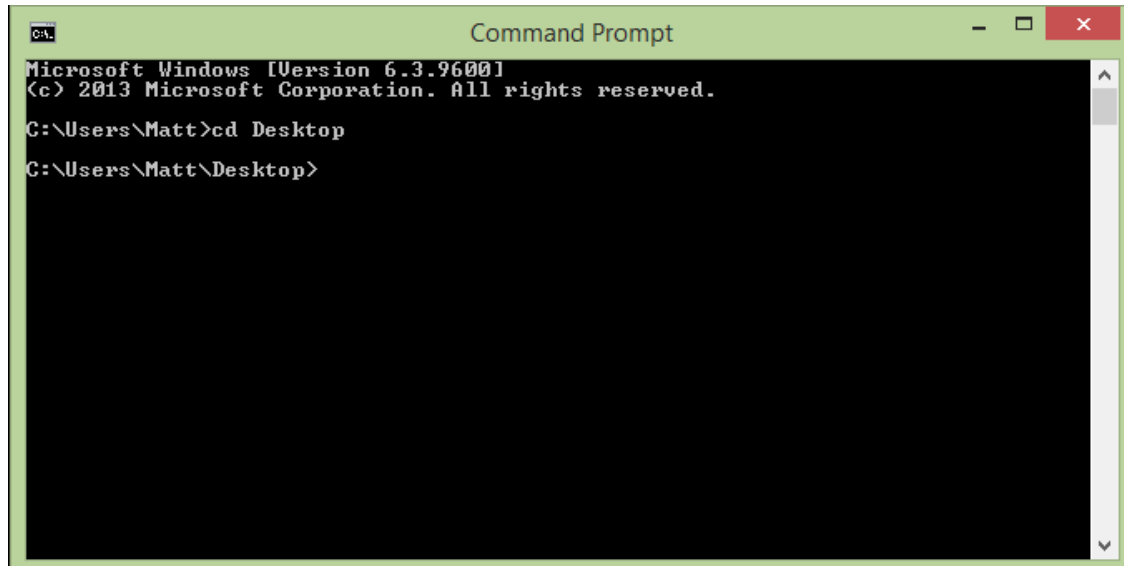 Command Prompt
Microsoft Windows [Version 6.3.9600]
(c) 2013 Microsoft Corporation. All rights reserved.
C:\Users\Matt>cd Desktop
C:\Users\Matt\Desktop>